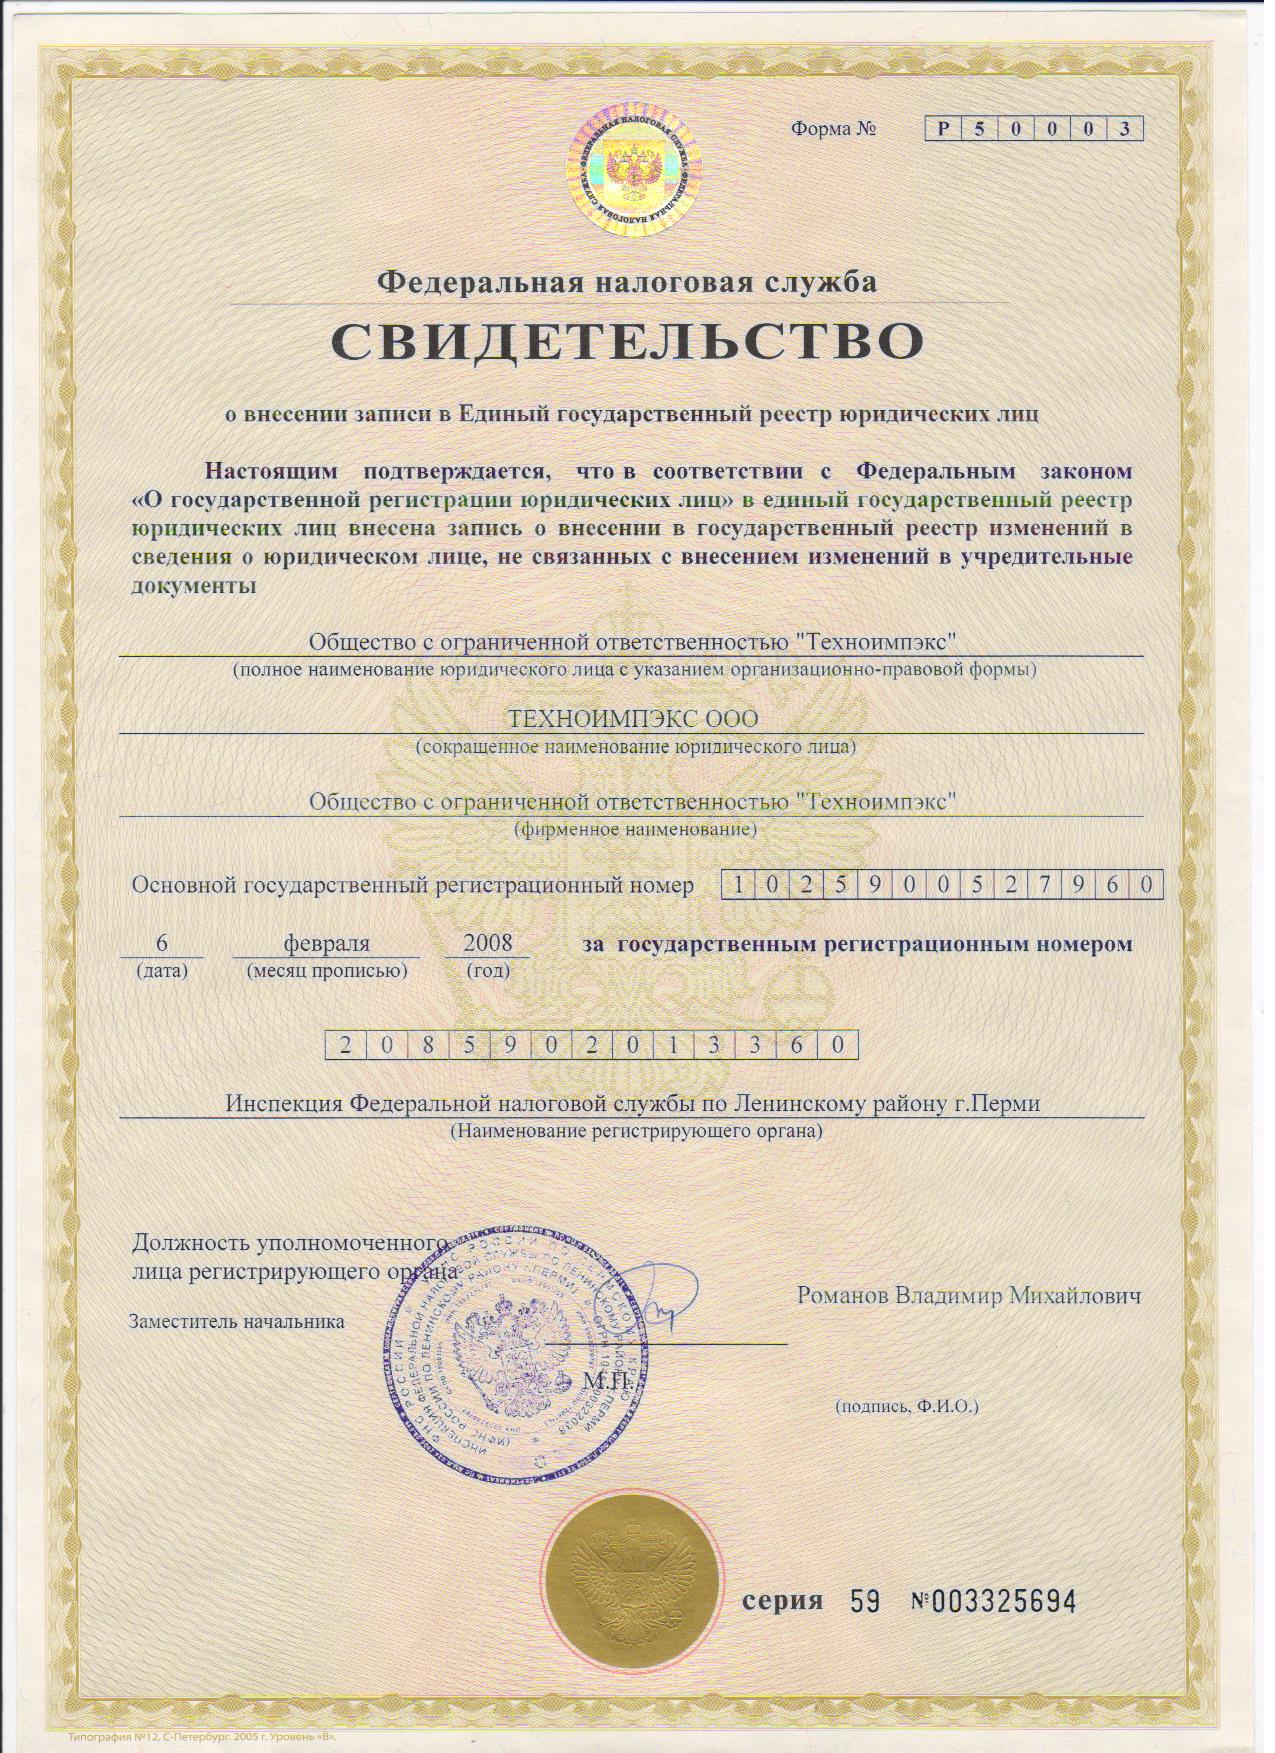 ФЕДЕРАЛЬНАЯ НАЛОГОВАЯ СЛУЖБА · ФЕДЕРАЛЬНАЯ НАЛОГОВАЯ СЛУЖБА
Форма № Р 5 0 0 0 3
Федеральная налоговая служба
СВИДЕТЕЛЬСТВО
о внесении записи в Единый государственный реестр юридических лиц
Настоящим подтверждается, что в соответствии с Федеральным законом
«О государственной регистрации юридических лиц» в единый государственный реестр
юридических лиц внесена запись о внесении в государственный реестр изменений в
сведения о юридическом лице, не связанных с внесением изменений в учредительные
документы
Общество с ограниченной ответственностью "Техноимпэкс"
(полное наименование юридического лица с указанием организационно-правовой формы)
ТЕХНОИМПЭКС ООО
(сокращенное наименование юридического лица)
Общество с ограниченной ответственностью "Техноимпэкс"
(фирменное наименование)
Основной государственный регистрационный номер 1 0 2 5 9 0 0 5 2 7 9 6 0
6 февраля 2008 за государственным регистрационным номером
(дата) (месяц прописью) (год)
2 0 8 5 9 0 2 0 1 3 3 6 0
Инспекция Федеральной налоговой службы по Ленинскому району г.Перми
(Наименование регистрирующего органа)
Должность уполномоченного
лица регистрирующего органа
Романов Владимир Михайлович
Заместитель начальника
М.П.
(подпись, Ф.И.О.)
серия 59 №003325694
Типография №12, С-Петербург. 2005 г. Уровень «В».